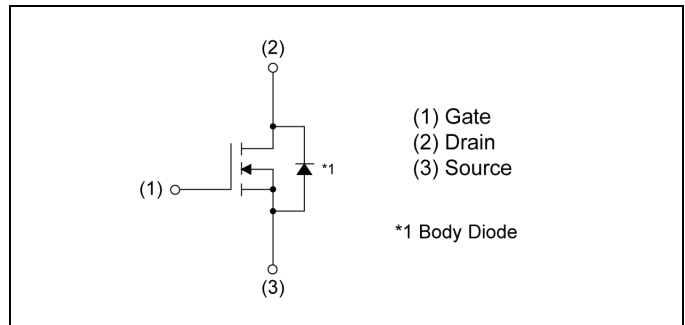 (2)
(1) Gate
(2) Drain
(3) Source
*1
(1)
*1 Body Diode
(3)